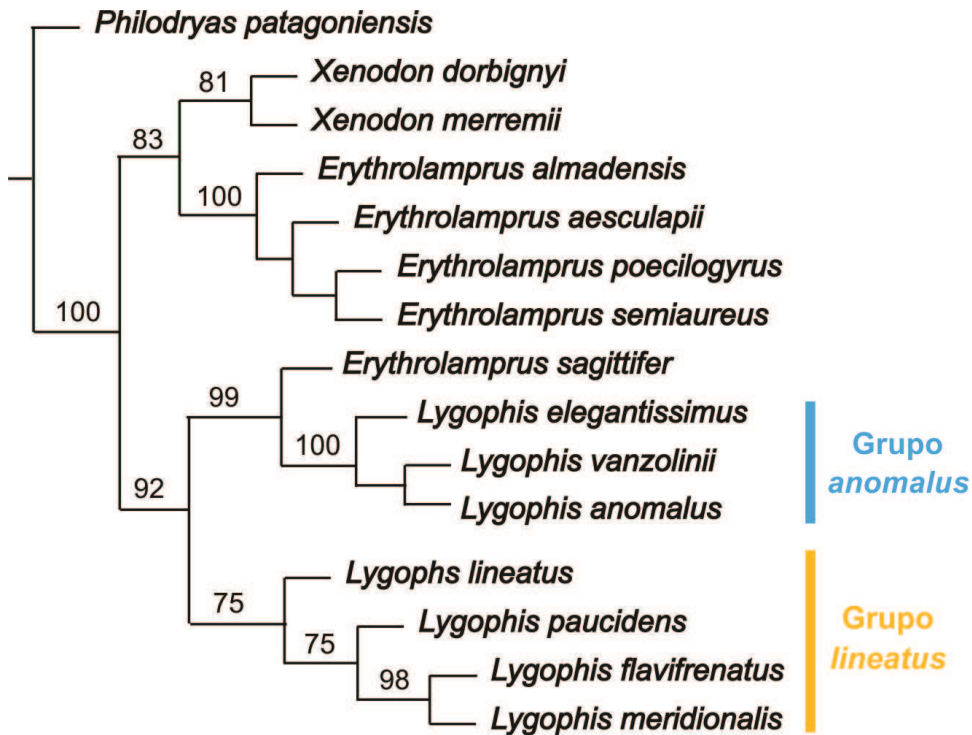 Philodryas patagoniensis
81
Xenodon dorbignyi
Xenodon merremii
83
Erythrolamprus almadensis
100
Erythrolamprus aesculapii
Erythrolamprus poecilogyrus
100
Erythrolamprus semiaureus
Erythrolamprus sagittifer
99
Lygophis elegantissimus
100
Lygophis vanzolinii
92
Lygophis anomalus
Grupo
anomalus
Lygophs lineatus
75
Lygophis paucidens
75
Lygophis flavifrenatus
98
Lygophis meridionalis
Grupo
lineatus